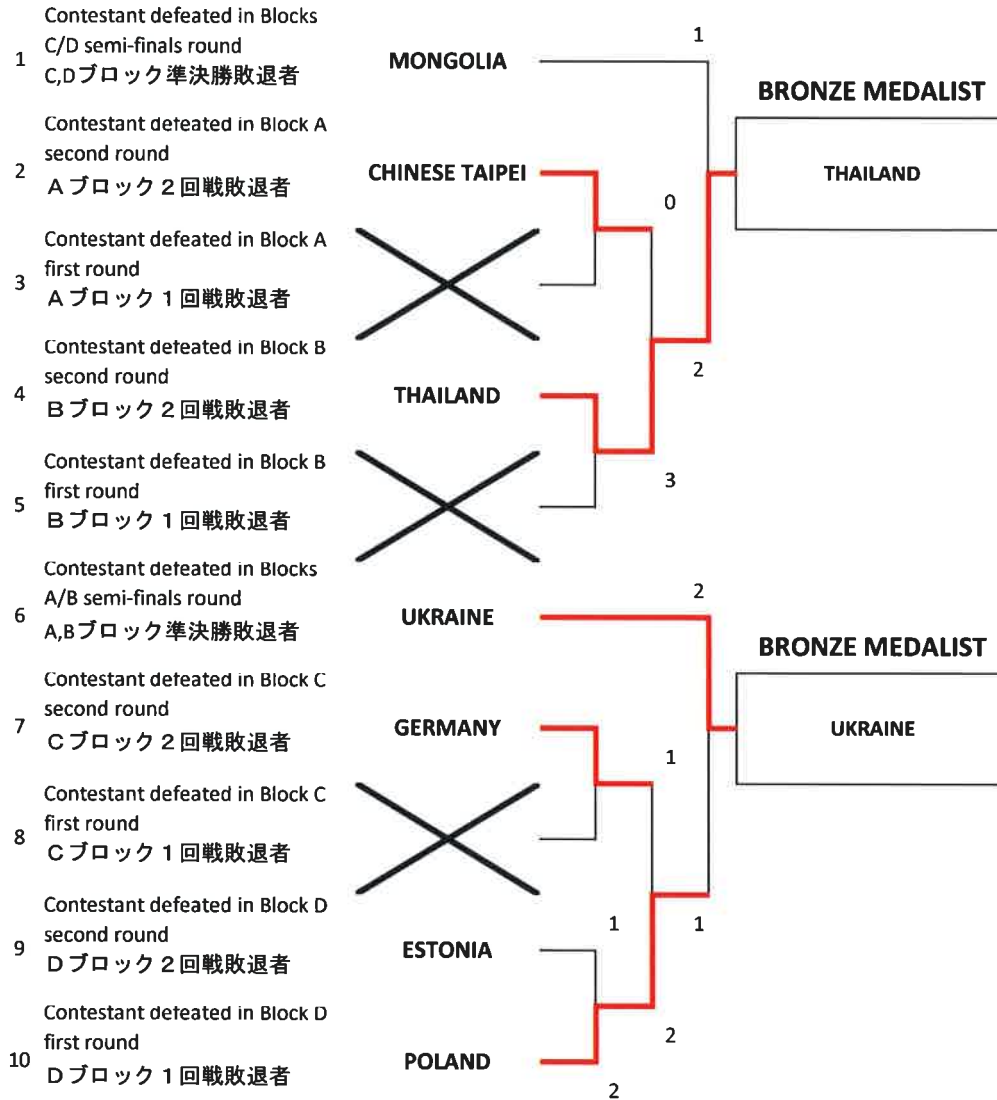 Contestant defeated in Blocks
1 C/D semi-finals round
C,Dブロック準決勝敗退者
MONGOLIA
1
BRONZE MEDALIST
THAILAND
Contestant defeated in Block A
second round
2 Aブロック2回戦敗退者
CHINESE TAIPEI
0
Contestant defeated in Block A
first round
3 Aブロック1回戦敗退者
Contestant defeated in Block B
second round
4 Bブロック2回戦敗退者
THAILAND
2
Contestant defeated in Block B
first round
5 Bブロック1回戦敗退者
3
Contestant defeated in Blocks
A/B semi-finals round
6 A,Bブロック準決勝敗退者
UKRAINE
2
BRONZE MEDALIST
UKRAINE
Contestant defeated in Block C
second round
7 Cブロック2回戦敗退者
GERMANY
1
Contestant defeated in Block C
first round
8 Cブロック1回戦敗退者
Contestant defeated in Block D
second round
9 Dブロック2回戦敗退者
ESTONIA
1
1
Contestant defeated in Block D
first round
10 Dブロック1回戦敗退者
POLAND
2
2